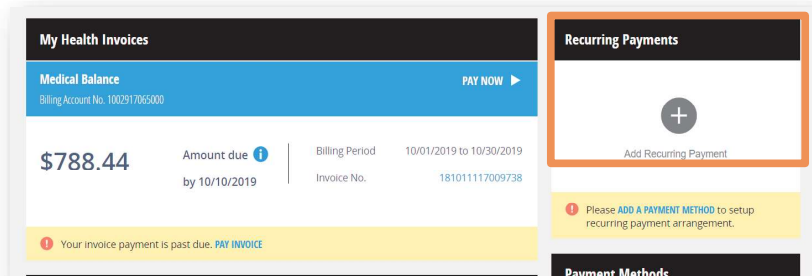 My Health Invoices
Medical Balance
Billing Account No. 1002917065000
PAY NOW
$788.44
Amount due
by 10/10/2019
Billing Period 10/01/2019 to 10/30/2019
Invoice No. 181011117009738
Your invoice payment is past due. PAY INVOICE
Recurring Payments
Add Recurring Payment
Please ADD A PAYMENT METHOD to setup
recurring payment arrangement.
Payment Methods